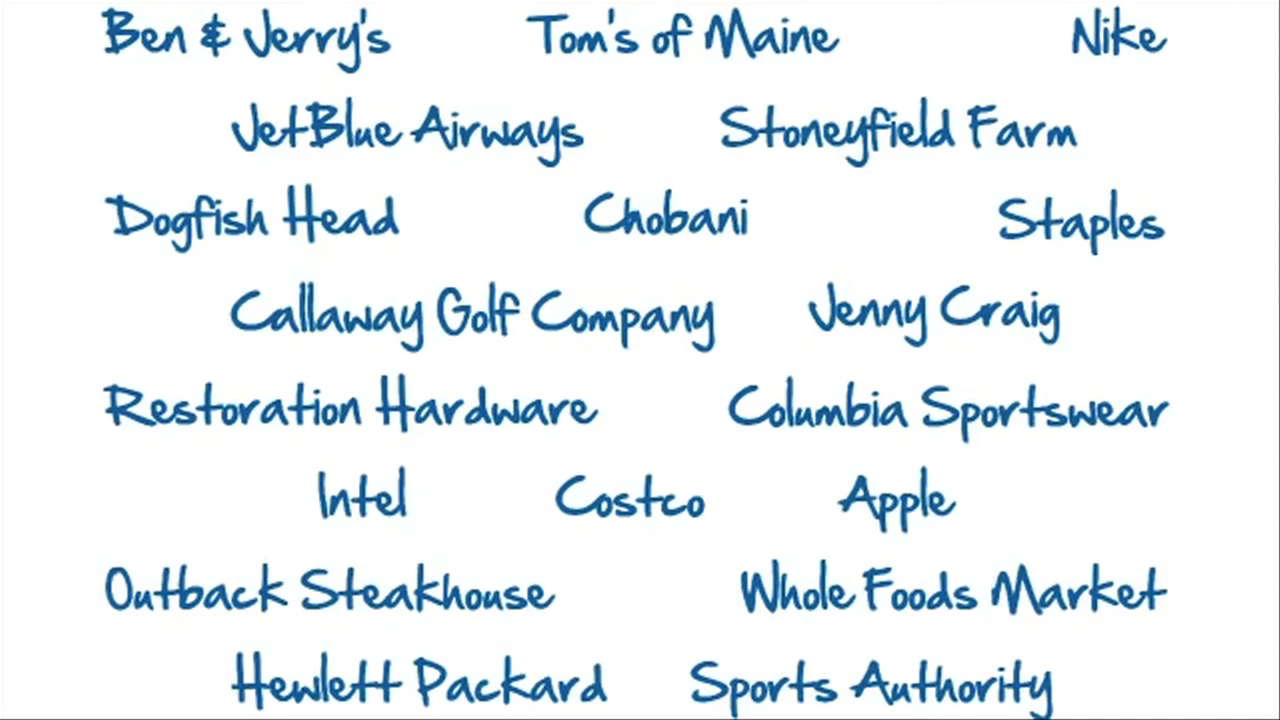 Ben & Jerry's Tom's of Maine Nike
JetBlue Airways Stoneyfield Farm
Dogfish Head Chobani Staples
Callaway Golf Company Jenny Craig
Restoration Hardware Columbia Sportswear
Intel Costco Apple
Outback Steakhouse Whole Foods Market
Hewlett Packard Sports Authority